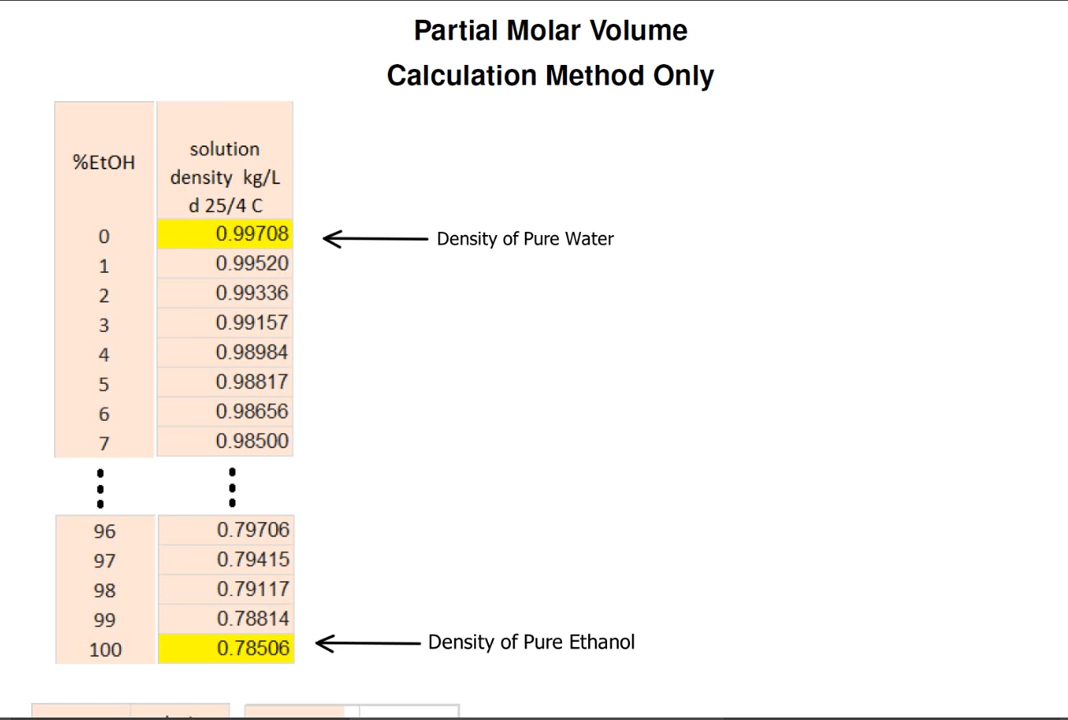 Partial Molar Volume
Calculation Method Only
%EtOH
solution
density kg/L
d 25/4 C
0 0.99708 Density of Pure Water
1 0.99520
2 0.99336
3 0.99157
4 0.98984
5 0.98817
6 0.98656
7 0.98500
96 0.79706
97 0.79415
98 0.79117
99 0.78814
100 0.78506 Density of Pure Ethanol